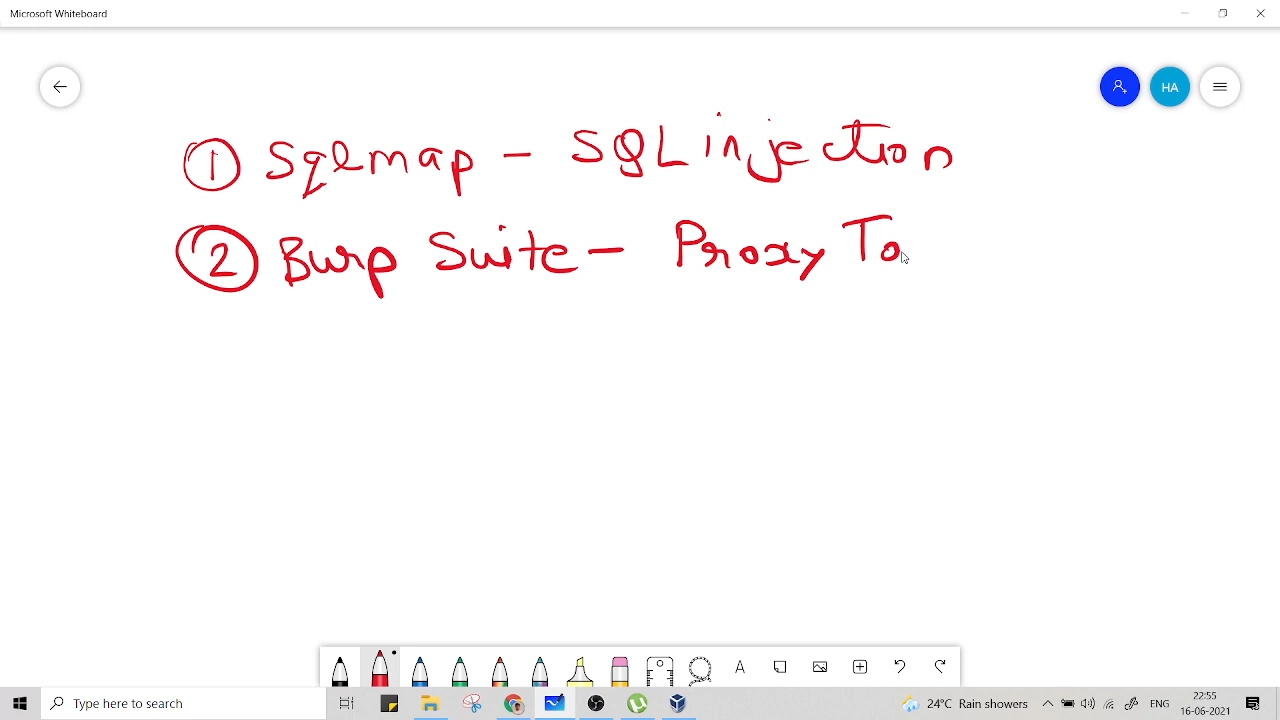 Microsoft Whiteboard
HA
① Sqlmap - SQL injection
② Burp Suite - Proxy To
A
Type here to search
24°C Rain showers
ENG
22:55
16-06-2021